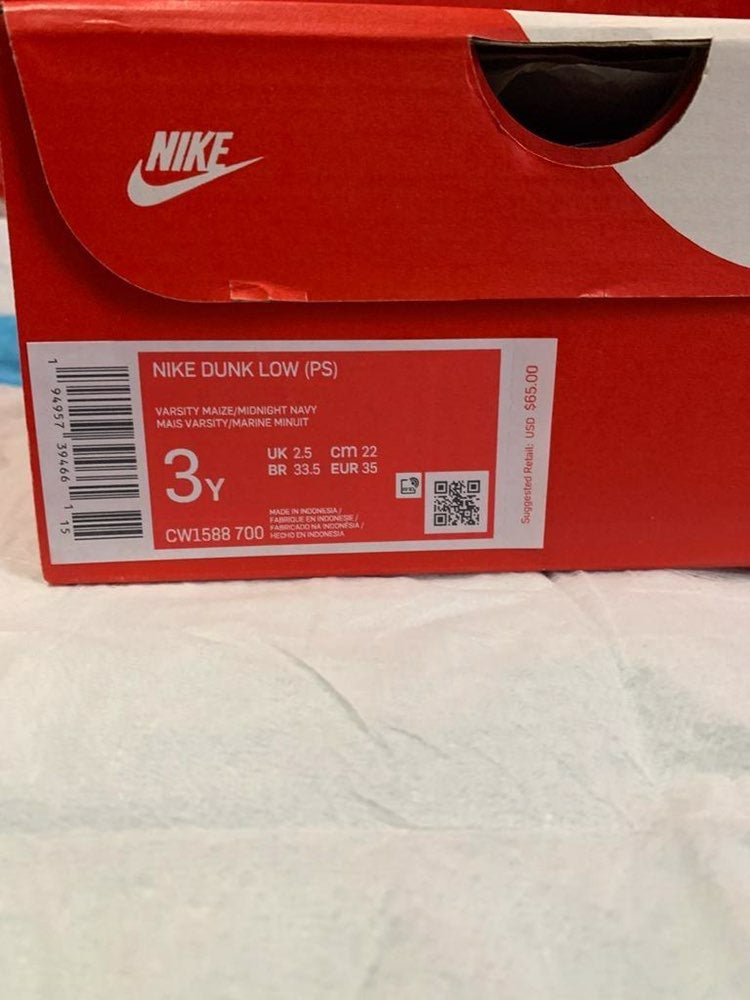 NIKE
NIKE DUNK LOW (PS)
VARSITY MAIZE/MIDNIGHT NAVY
MAIS VARSITY/MARINE MINUIT
3Y
UK 2.5 cm 22
BR 33.5 EUR 35
CW1588 700
MADE IN INDONESIA /
FABRIQUE EN INDONESIE /
FABRICADO NA INDONÉSIA /
HECHO EN INDONESIA
1 94957 39466 1 15
Suggested Retail: USD $65.00